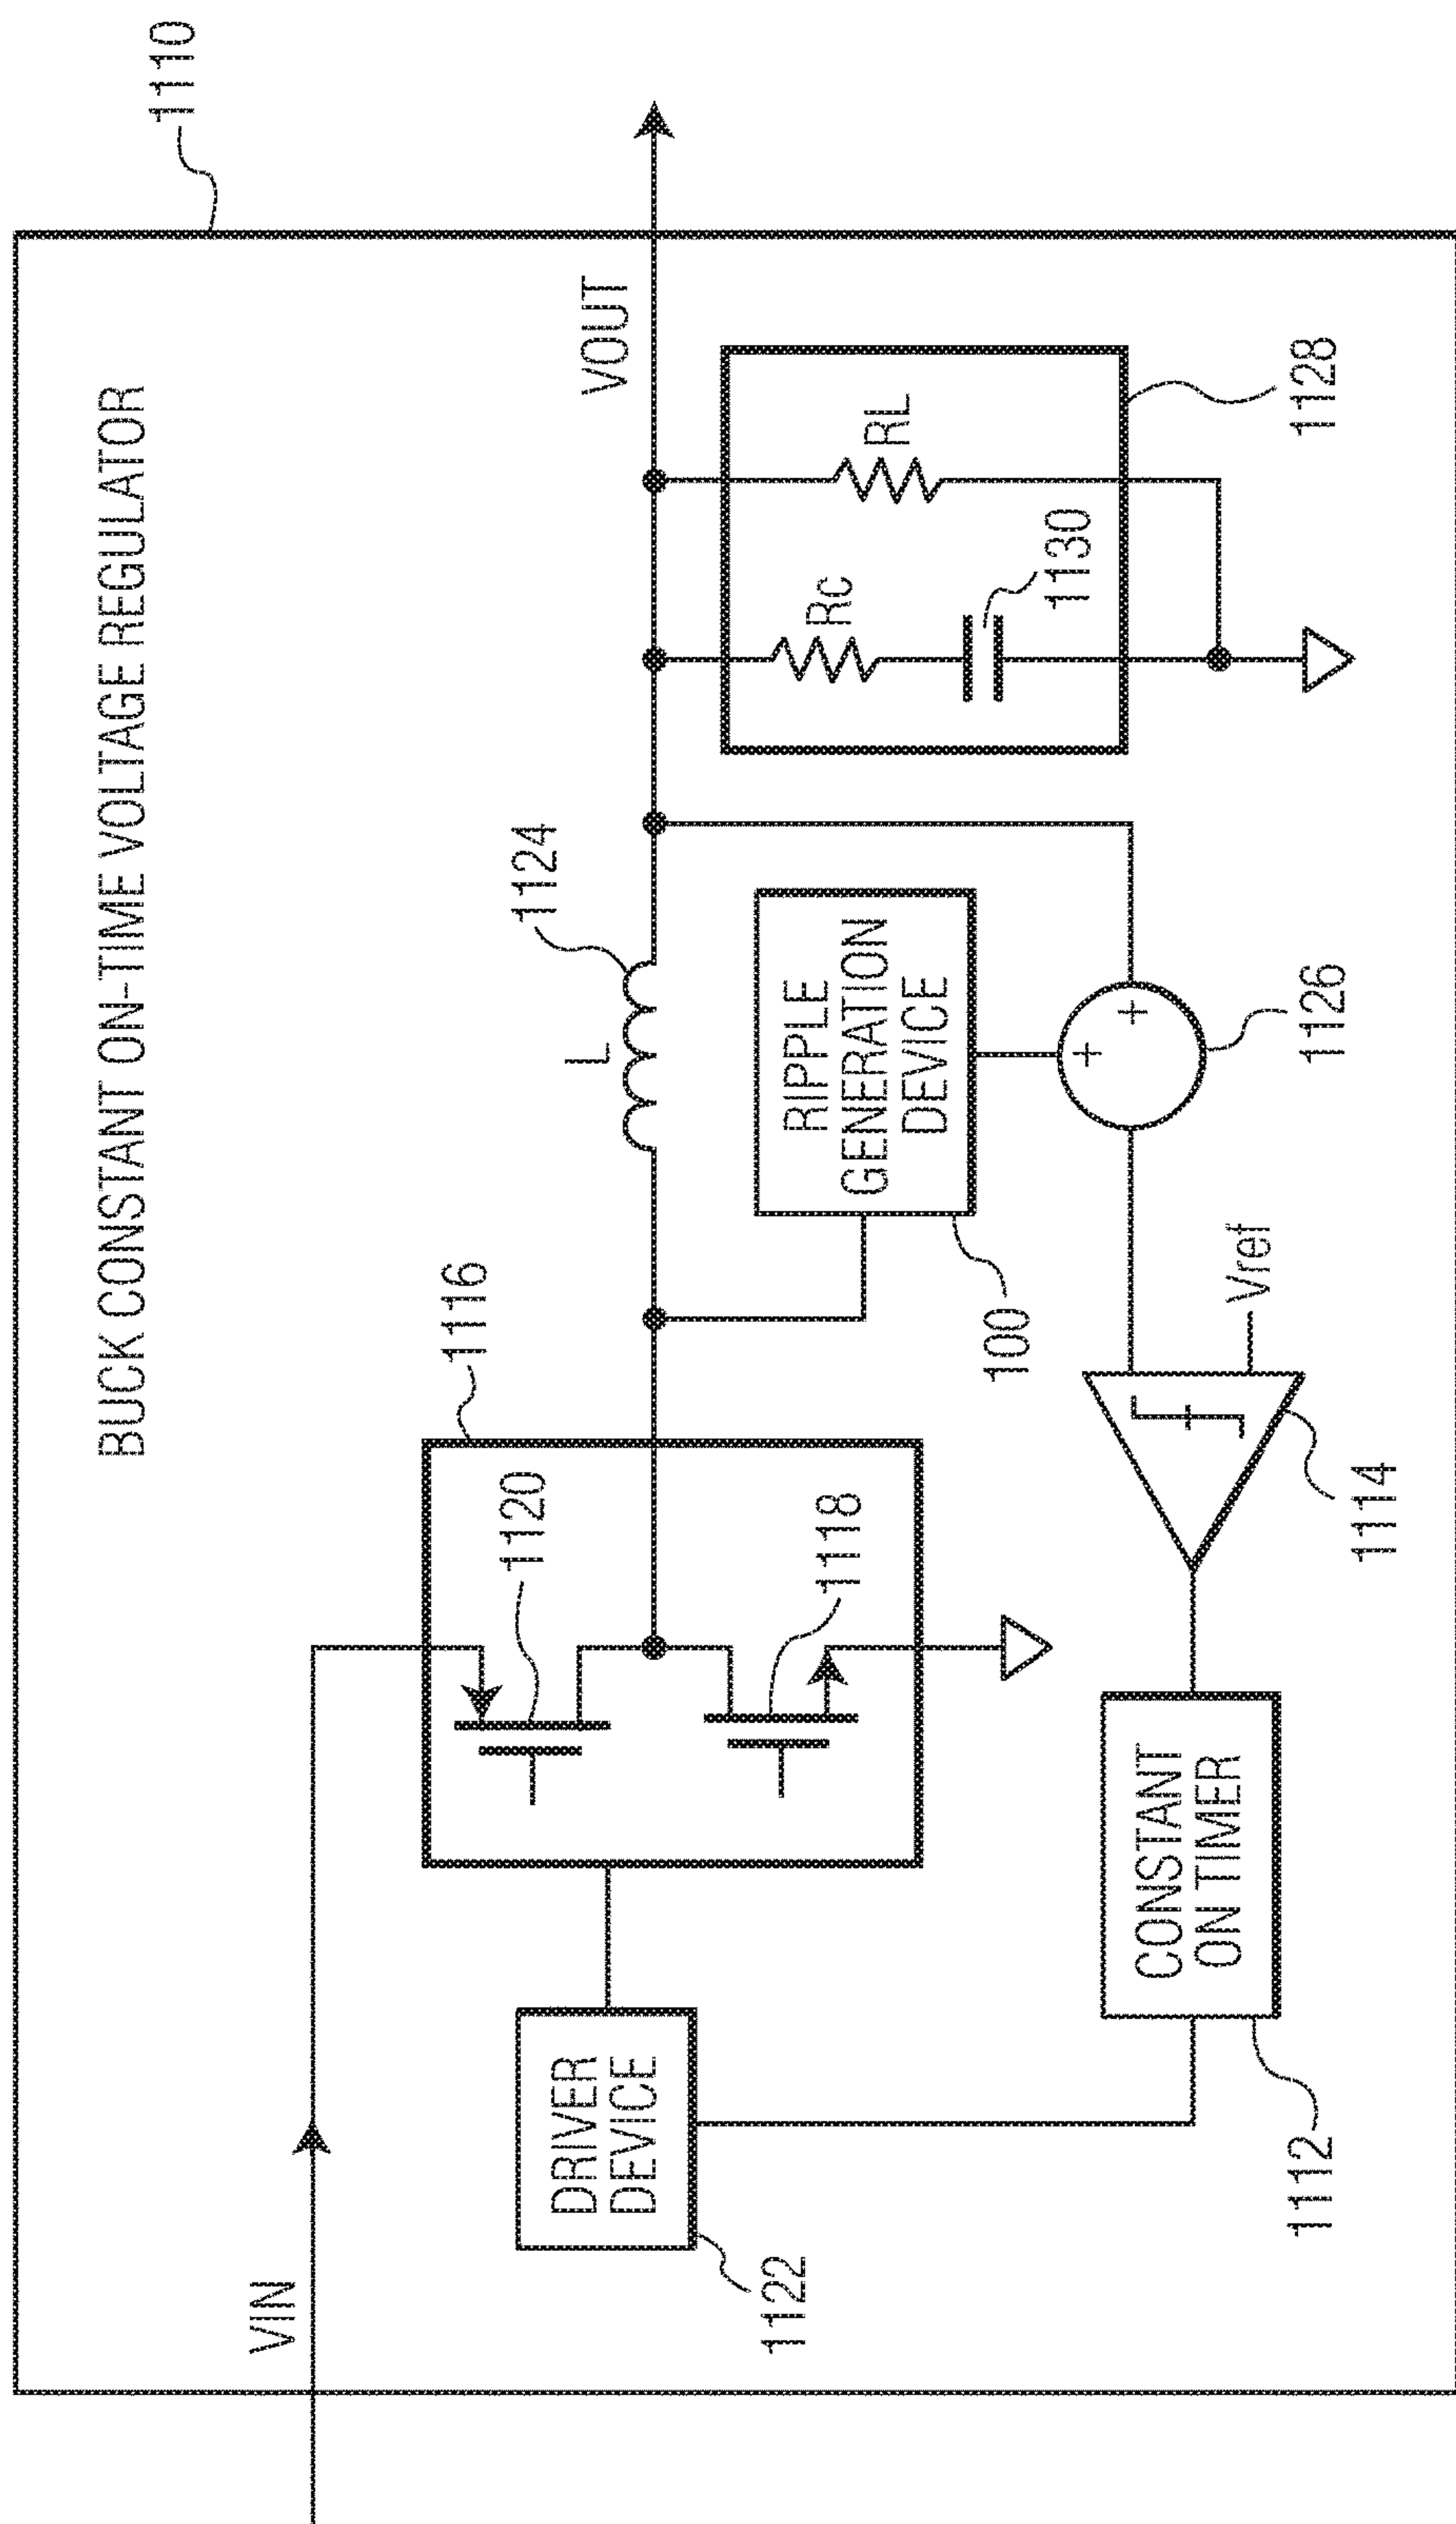 BUCK CONSTANT ON-TIME VOLTAGE REGULATOR
1110
VIN
1116
1120
1118
L
1124
VOUT
DRIVER
DEVICE
1122
RIPPLE
GENERATION
DEVICE
100
Rc
RL
1130
1128
CONSTANT
ON TIMER
1112
1114
Vref
+
+
1126